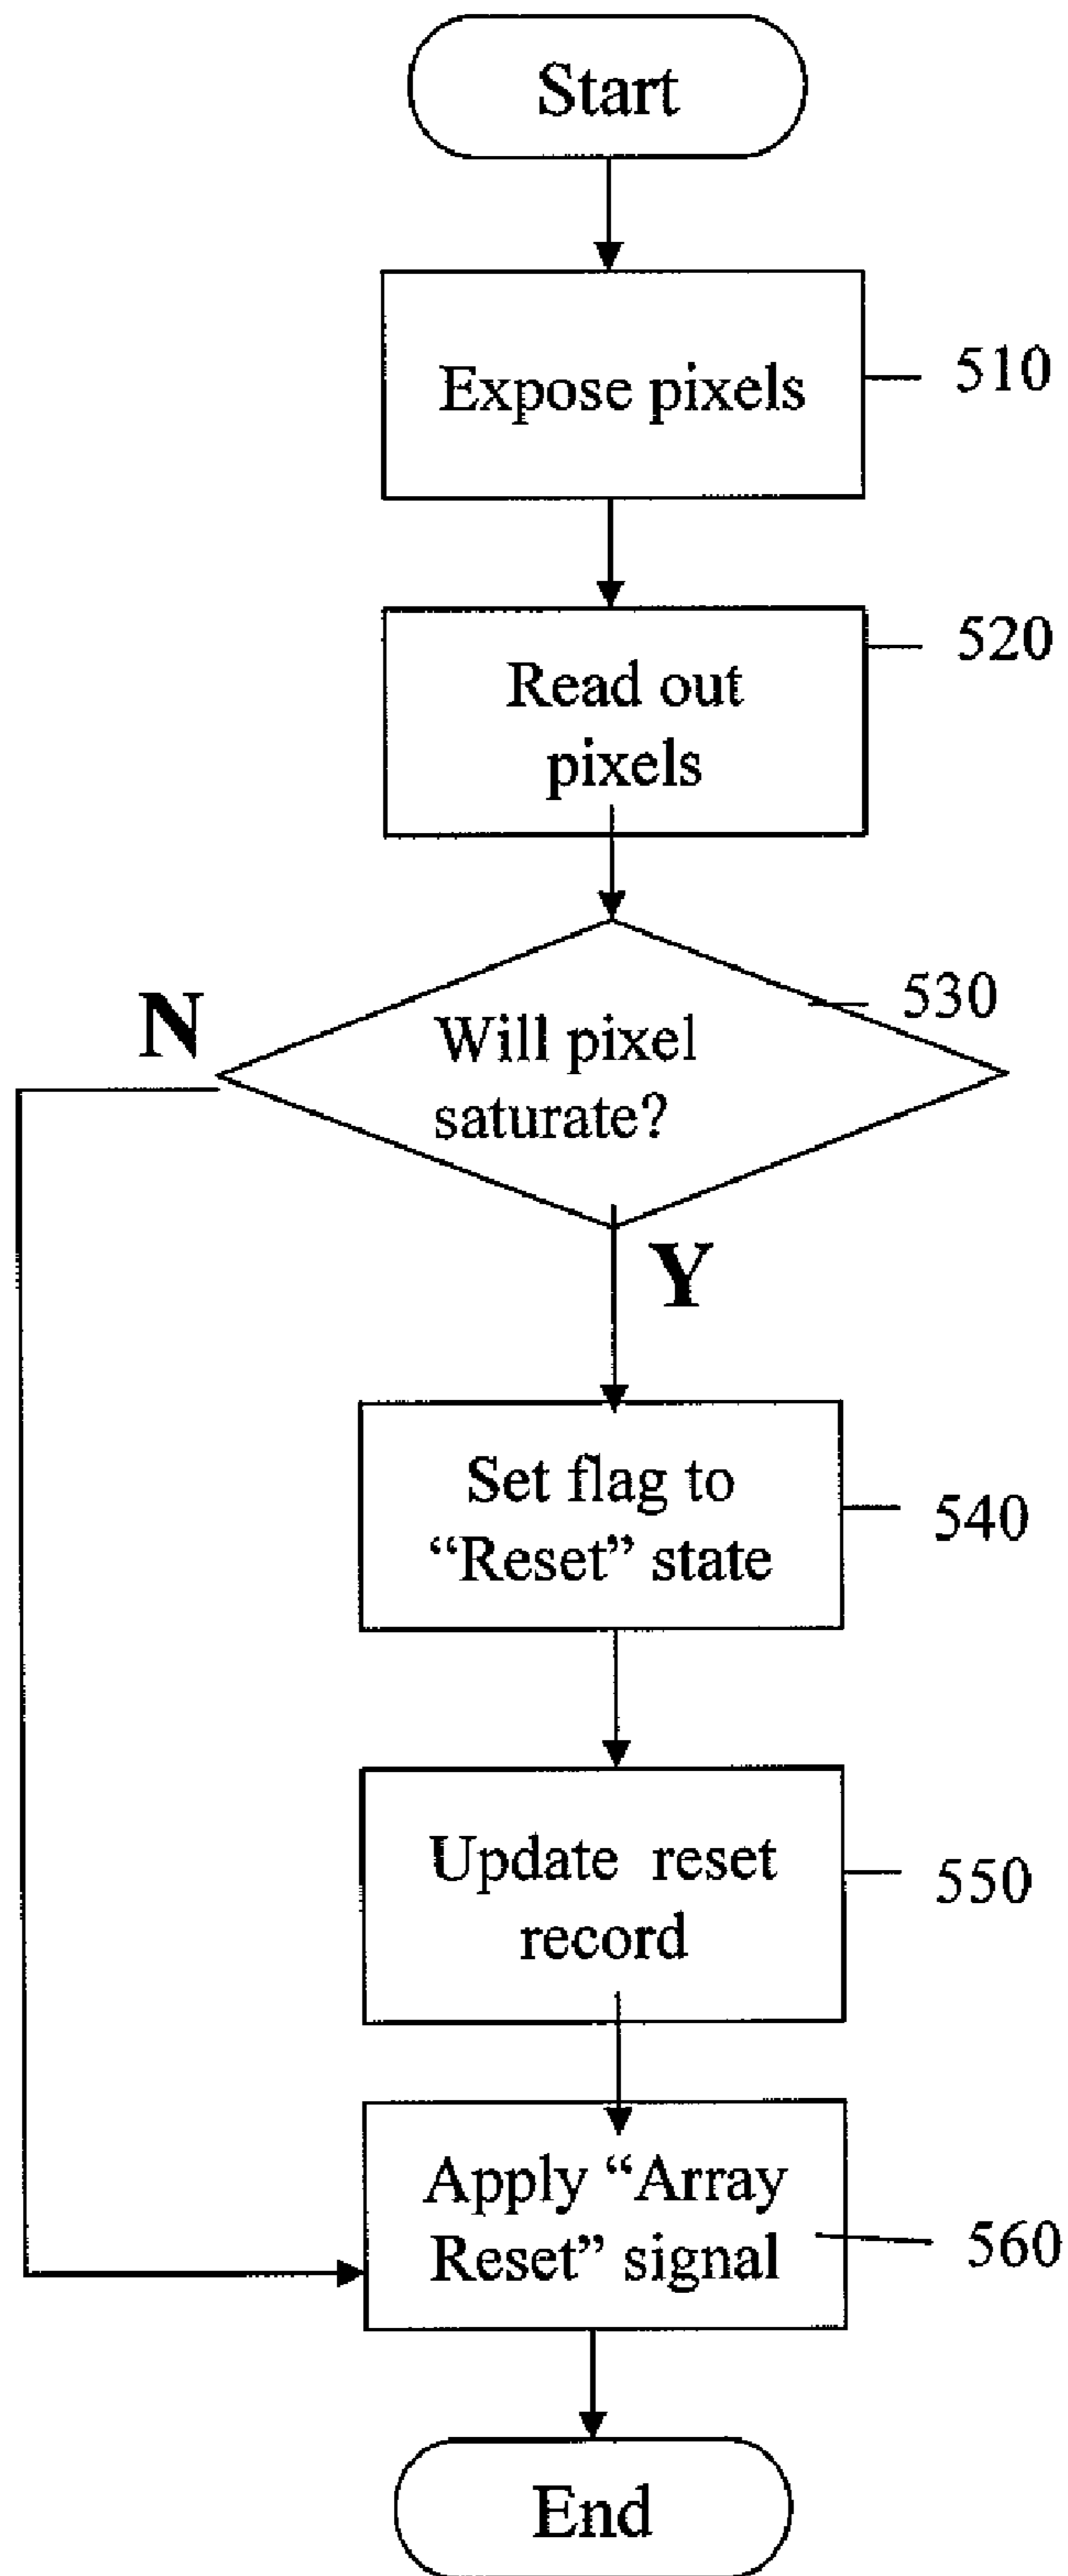 Start
Expose pixels
510
520
Read out
pixels
N
530
Will pixel
saturate?
Y
Set flag to
“Reset” state
540
Update reset
record
550
Apply “Array
Reset” signal
560
End